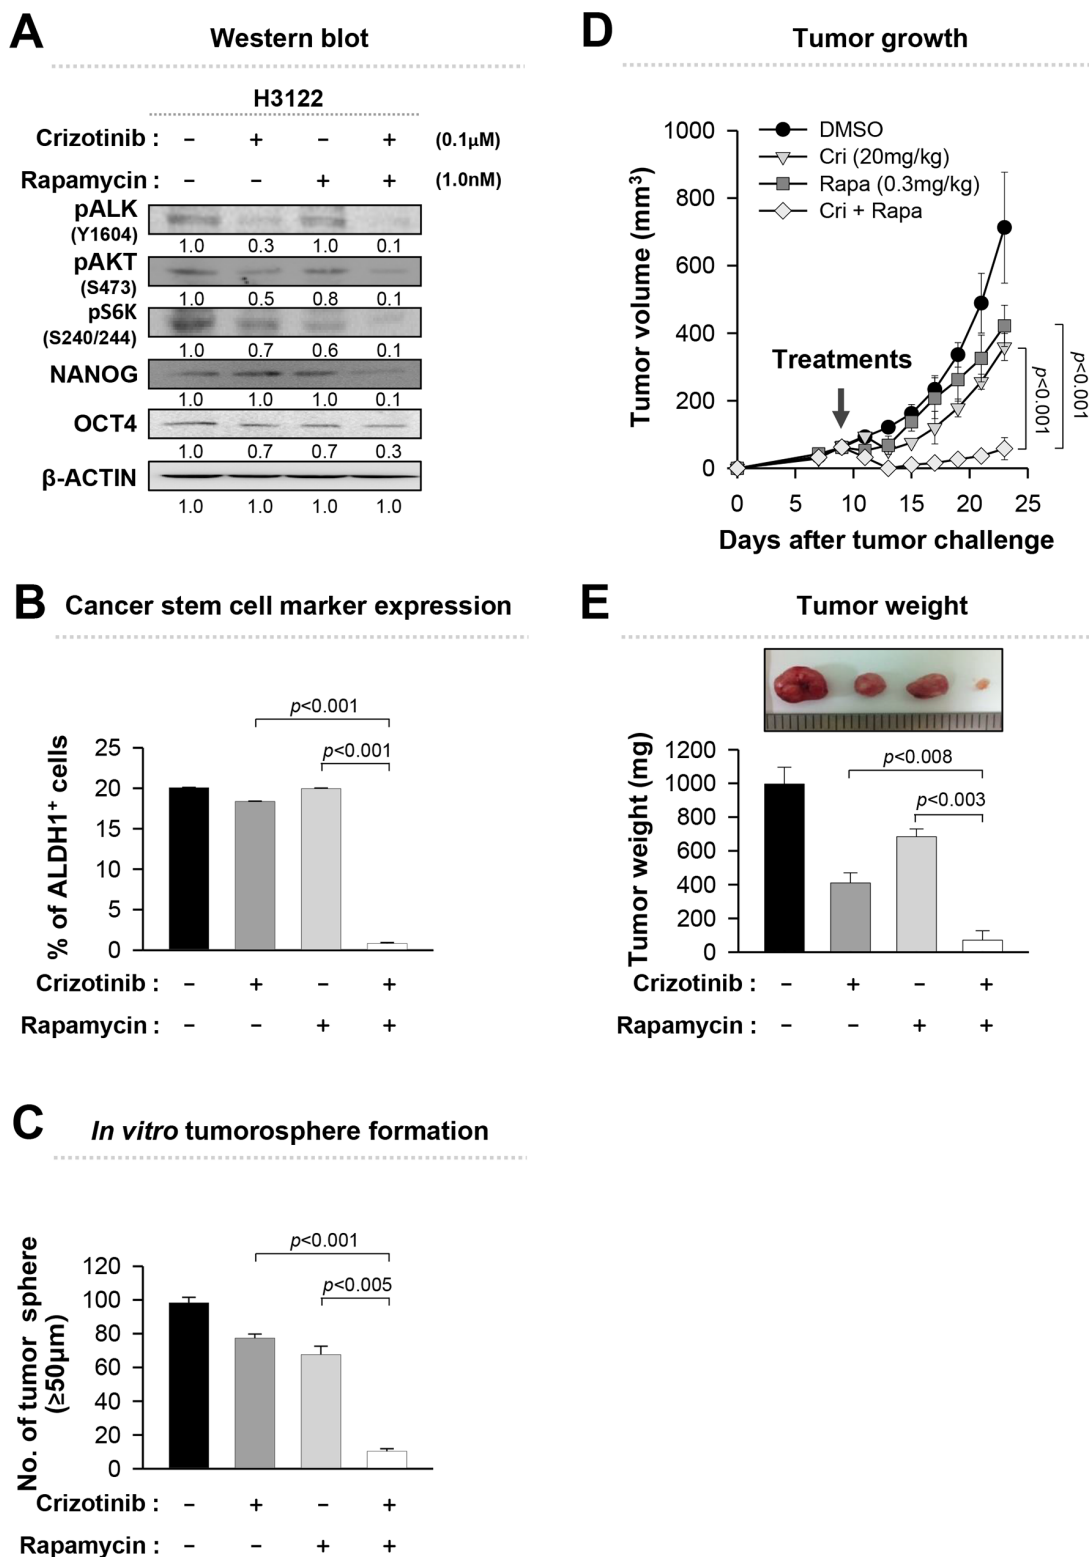 A
Western blot
H3122
Crizotinib : – + – + (0.1µM)
Rapamycin : – – + + (1.0nM)
pALK
(Y1604)
1.0 0.3 1.0 0.1
pAKT
(S473)
1.0 0.5 0.8 0.1
pS6K
(S240/244)
1.0 0.7 0.6 0.1
NANOG
1.0 1.0 1.0 0.1
OCT4
1.0 0.7 0.7 0.3
β-ACTIN
1.0 1.0 1.0 1.0
B
Cancer stem cell marker expression
p<0.001
p<0.001
% of ALDH1⁺ cells
25
20
15
10
5
0
Crizotinib : – + – +
Rapamycin : – – + +
C
In vitro tumorosphere formation
p<0.001
p<0.005
No. of tumor sphere
(≥50µm)
120
100
80
60
40
20
0
Crizotinib : – + – +
Rapamycin : – – + +
D
Tumor growth
Tumor volume (mm³)
1000
800
600
400
200
0
DMSO
Cri (20mg/kg)
Rapa (0.3mg/kg)
Cri + Rapa
Treatments
p<0.001
p<0.001
0 5 10 15 20 25
Days after tumor challenge
E
Tumor weight
Tumor weight (mg)
1200
1000
800
600
400
200
0
p<0.008
p<0.003
Crizotinib : – + – +
Rapamycin : – – + +